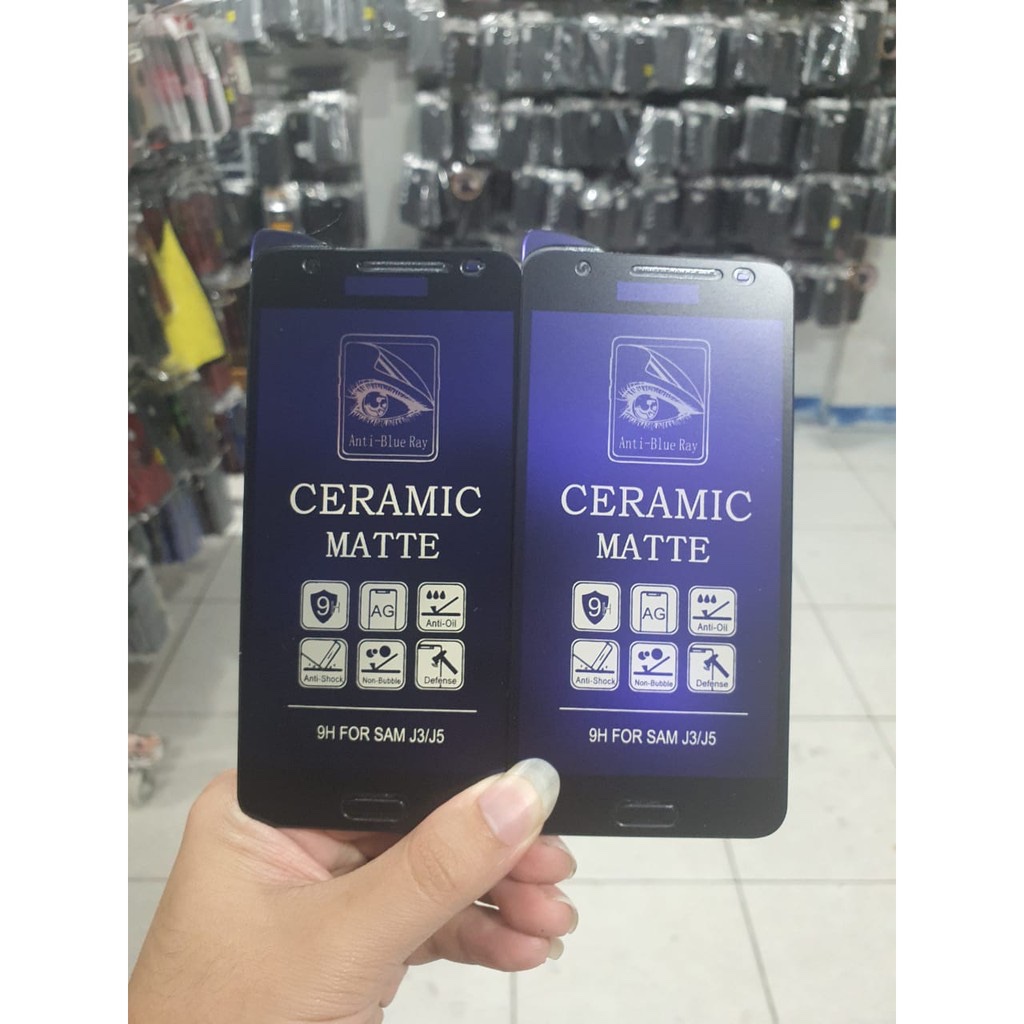 Anti-Blue Ray
CERAMIC
MATTE
9H
AG
Anti-Oil
Anti-Shock
Non-Bubble
Defense
9H FOR SAM J3/J5
Anti-Blue Ray
CERAMIC
MATTE
9H
AG
Anti-Oil
Anti-Shock
Non-Bubble
Defense
9H FOR SAM J3/J5